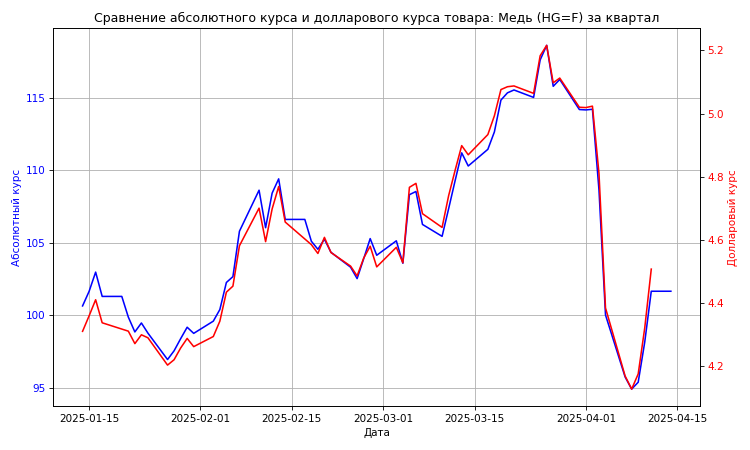 Сравнение абсолютного курса и долларового курса товара: Медь (HG=F) за квартал
Абсолютный курс
115
110
105
100
95
5.2
5.0
4.8
4.6
4.4
4.2
Долларовый курс
2025-01-15 2025-02-01 2025-02-15 2025-03-01 2025-03-15 2025-04-01 2025-04-15
Дата